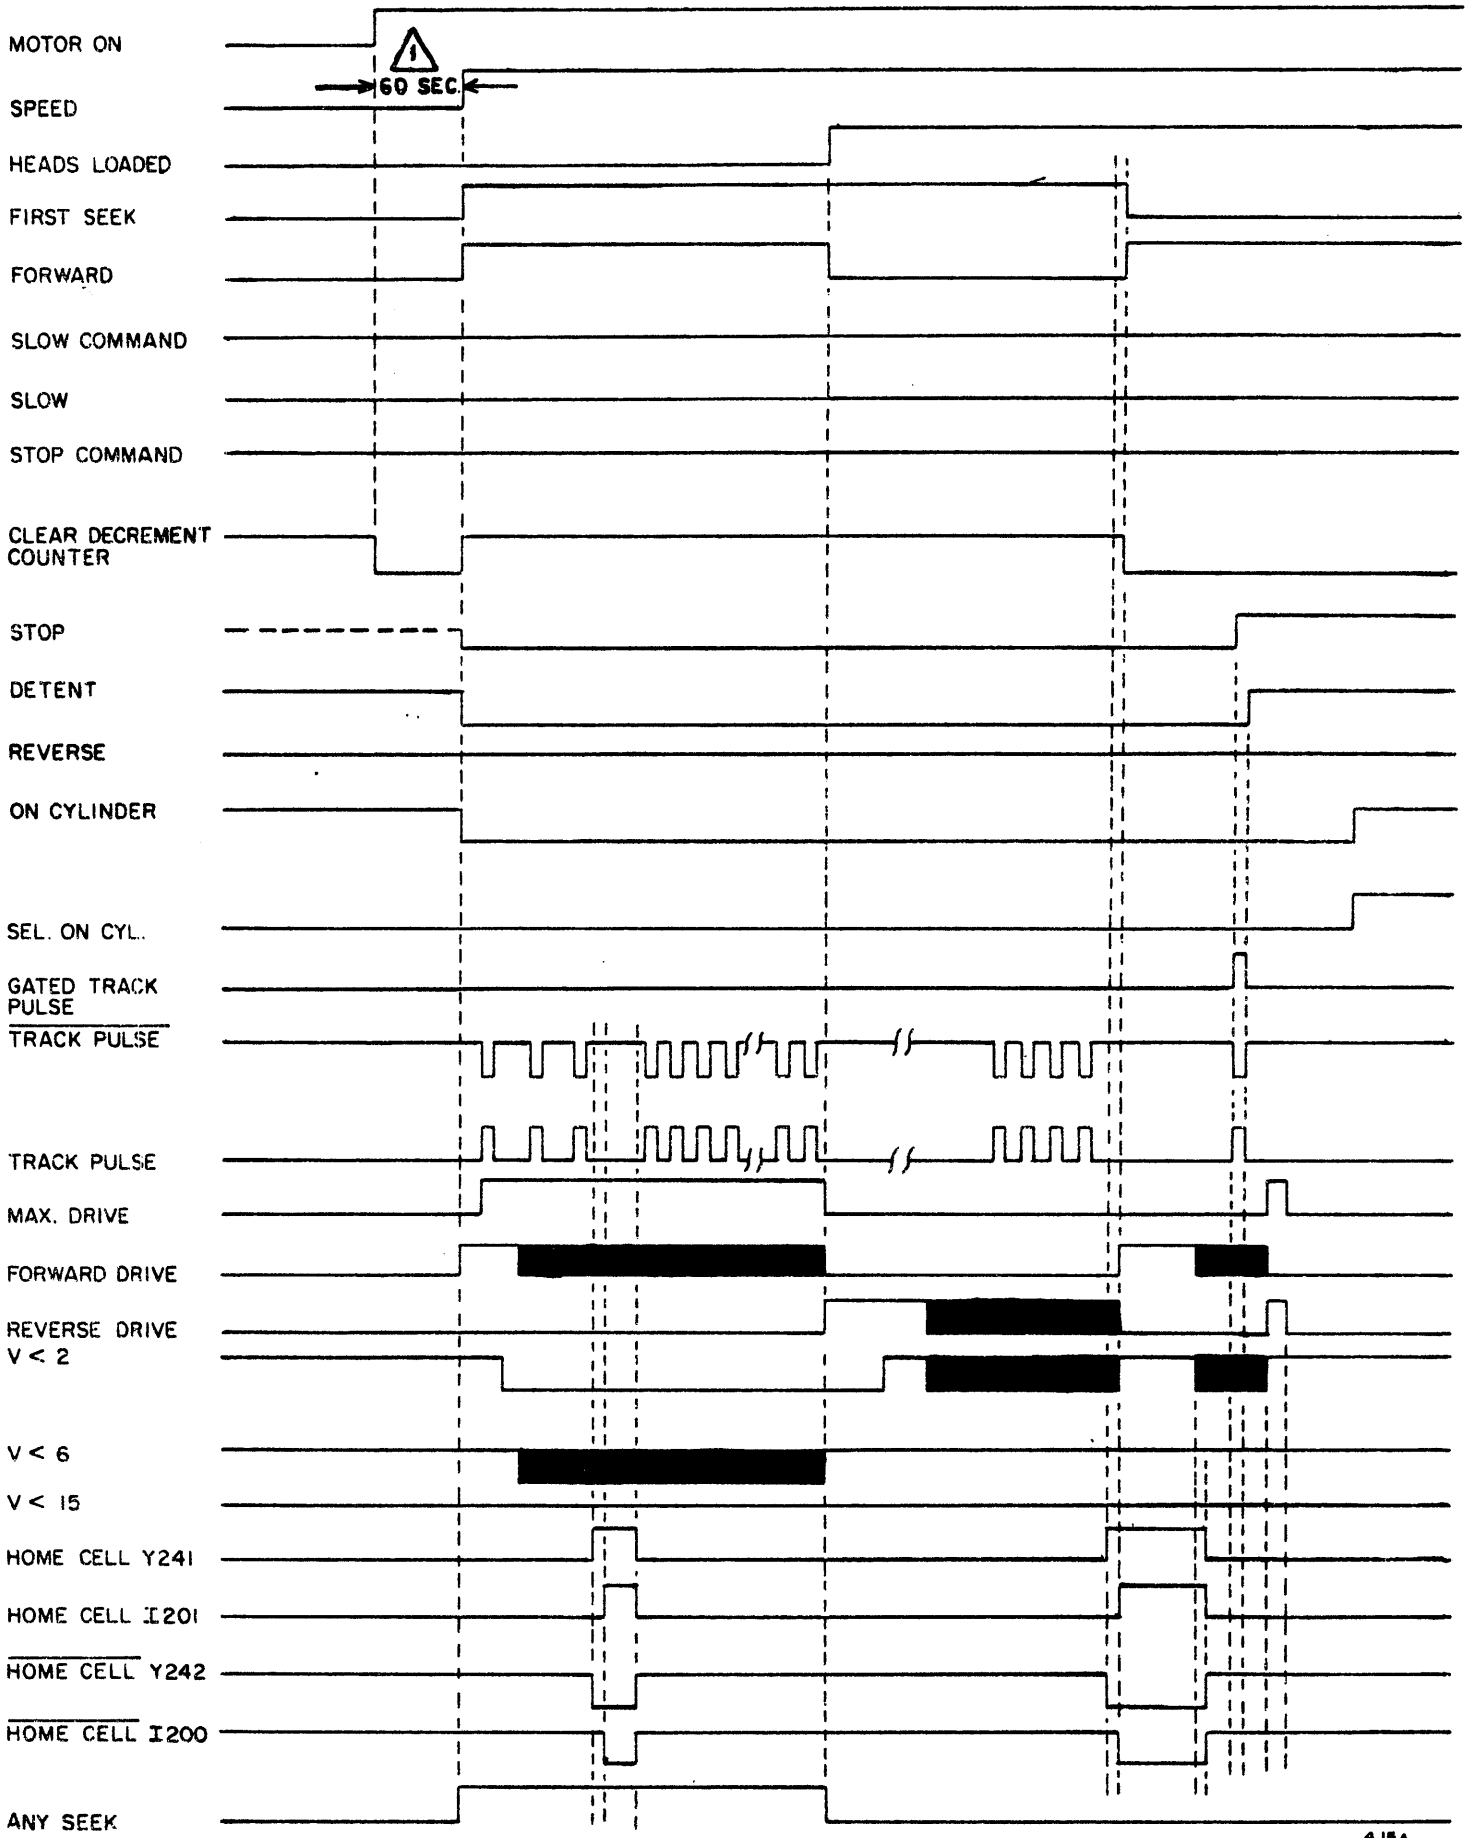 MOTOR ON
1
60 SEC.
SPEED
HEADS LOADED
FIRST SEEK
FORWARD
SLOW COMMAND
SLOW
STOP COMMAND
CLEAR DECREMENT
COUNTER
STOP
DETENT
REVERSE
ON CYLINDER
SEL. ON CYL.
GATED TRACK
PULSE
TRACK PULSE
TRACK PULSE
MAX. DRIVE
FORWARD DRIVE
REVERSE DRIVE
V < 2
V < 6
V < 15
HOME CELL Y241
HOME CELL I201
HOME CELL Y242
HOME CELL I200
ANY SEEK